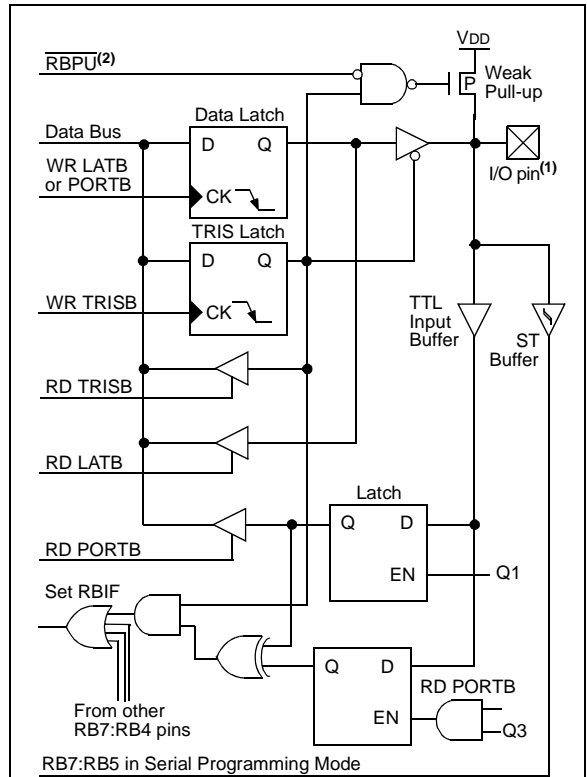 VDD
RBPU(2)
P
Weak
Pull-up
Data Latch
Data Bus
D Q
I/O pin(1)
WR LATB
or PORTB
CK
TRIS Latch
D Q
WR TRISB
CK
TTL
Input
Buffer
ST
Buffer
RD TRISB
RD LATB
Latch
Q D
RD PORTB
EN
Q1
Set RBIF
Q D
RD PORTB
EN
Q3
From other
RB7:RB4 pins
RB7:RB5 in Serial Programming Mode